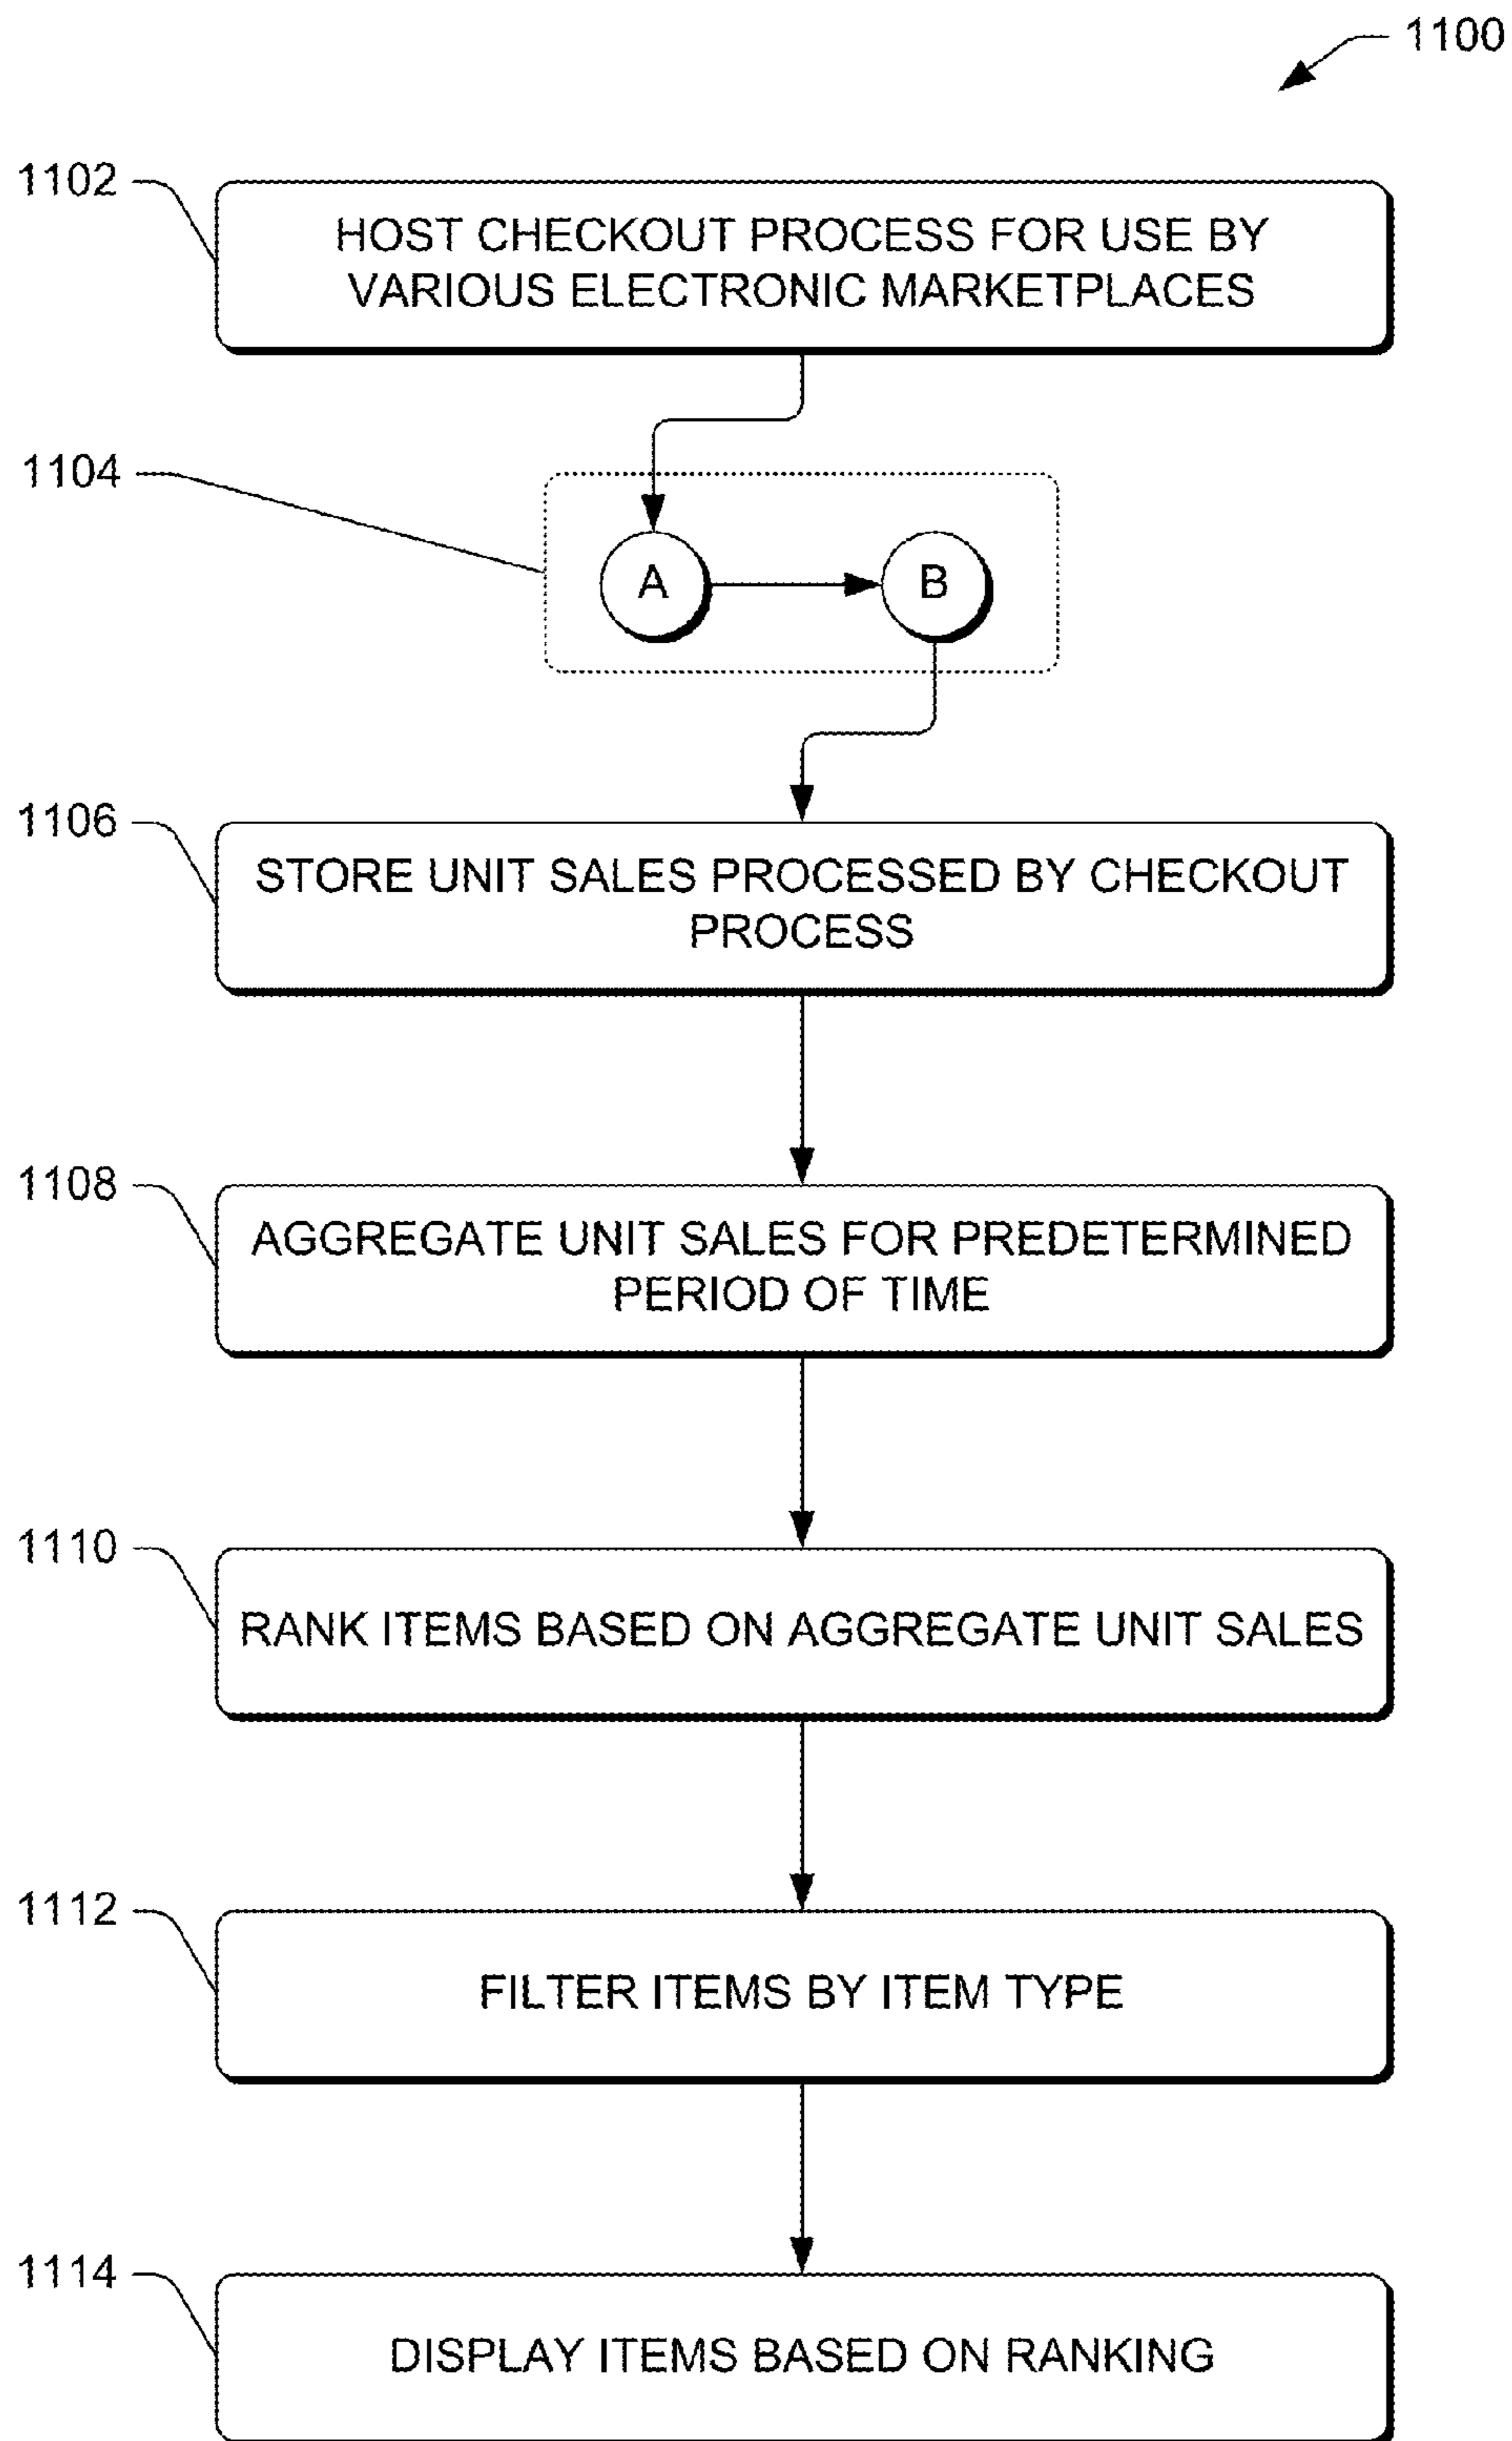 1100
1102
HOST CHECKOUT PROCESS FOR USE BY
VARIOUS ELECTRONIC MARKETPLACES
1104
A
B
1106
STORE UNIT SALES PROCESSED BY CHECKOUT
PROCESS
1108
AGGREGATE UNIT SALES FOR PREDETERMINED
PERIOD OF TIME
1110
RANK ITEMS BASED ON AGGREGATE UNIT SALES
1112
FILTER ITEMS BY ITEM TYPE
1114
DISPLAY ITEMS BASED ON RANKING